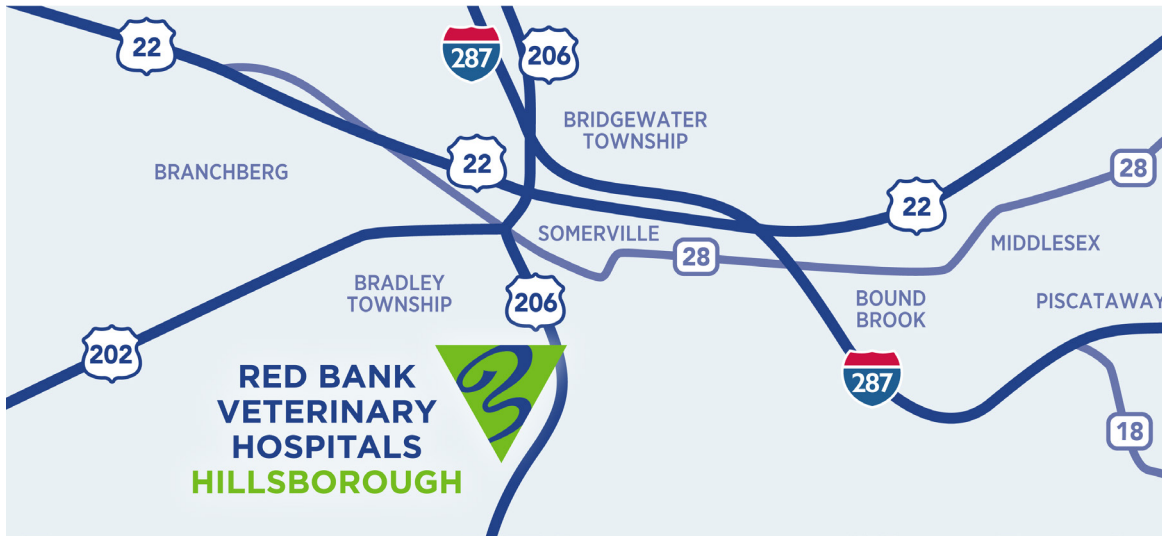 22
287
206
BRIDGEWATER
TOWNSHIP
BRANCHBERG
22
28
22
SOMERVILLE
28
MIDDLESEX
BRADLEY
TOWNSHIP
206
BOUND
BROOK
PISCATAWAY
202
287
RED BANK
VETERINARY
HOSPITALS
HILLSBOROUGH
18